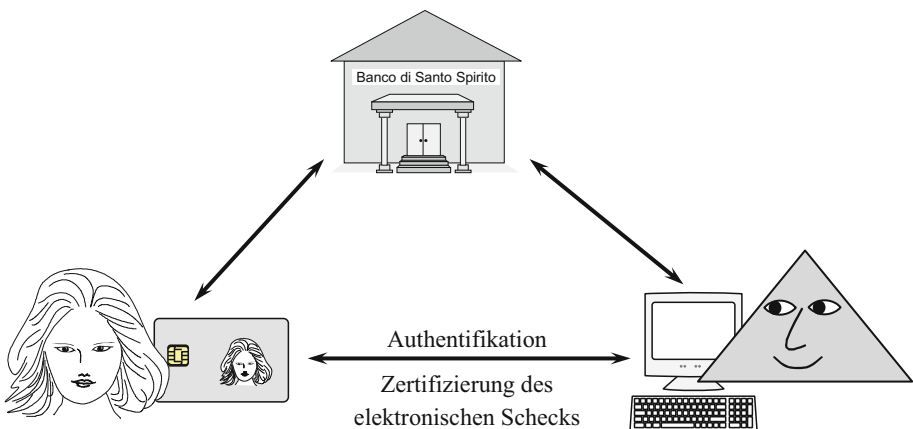 Banco di Santo Spirito
Authentifikation
Zertifizierung des
elektronischen Schecks